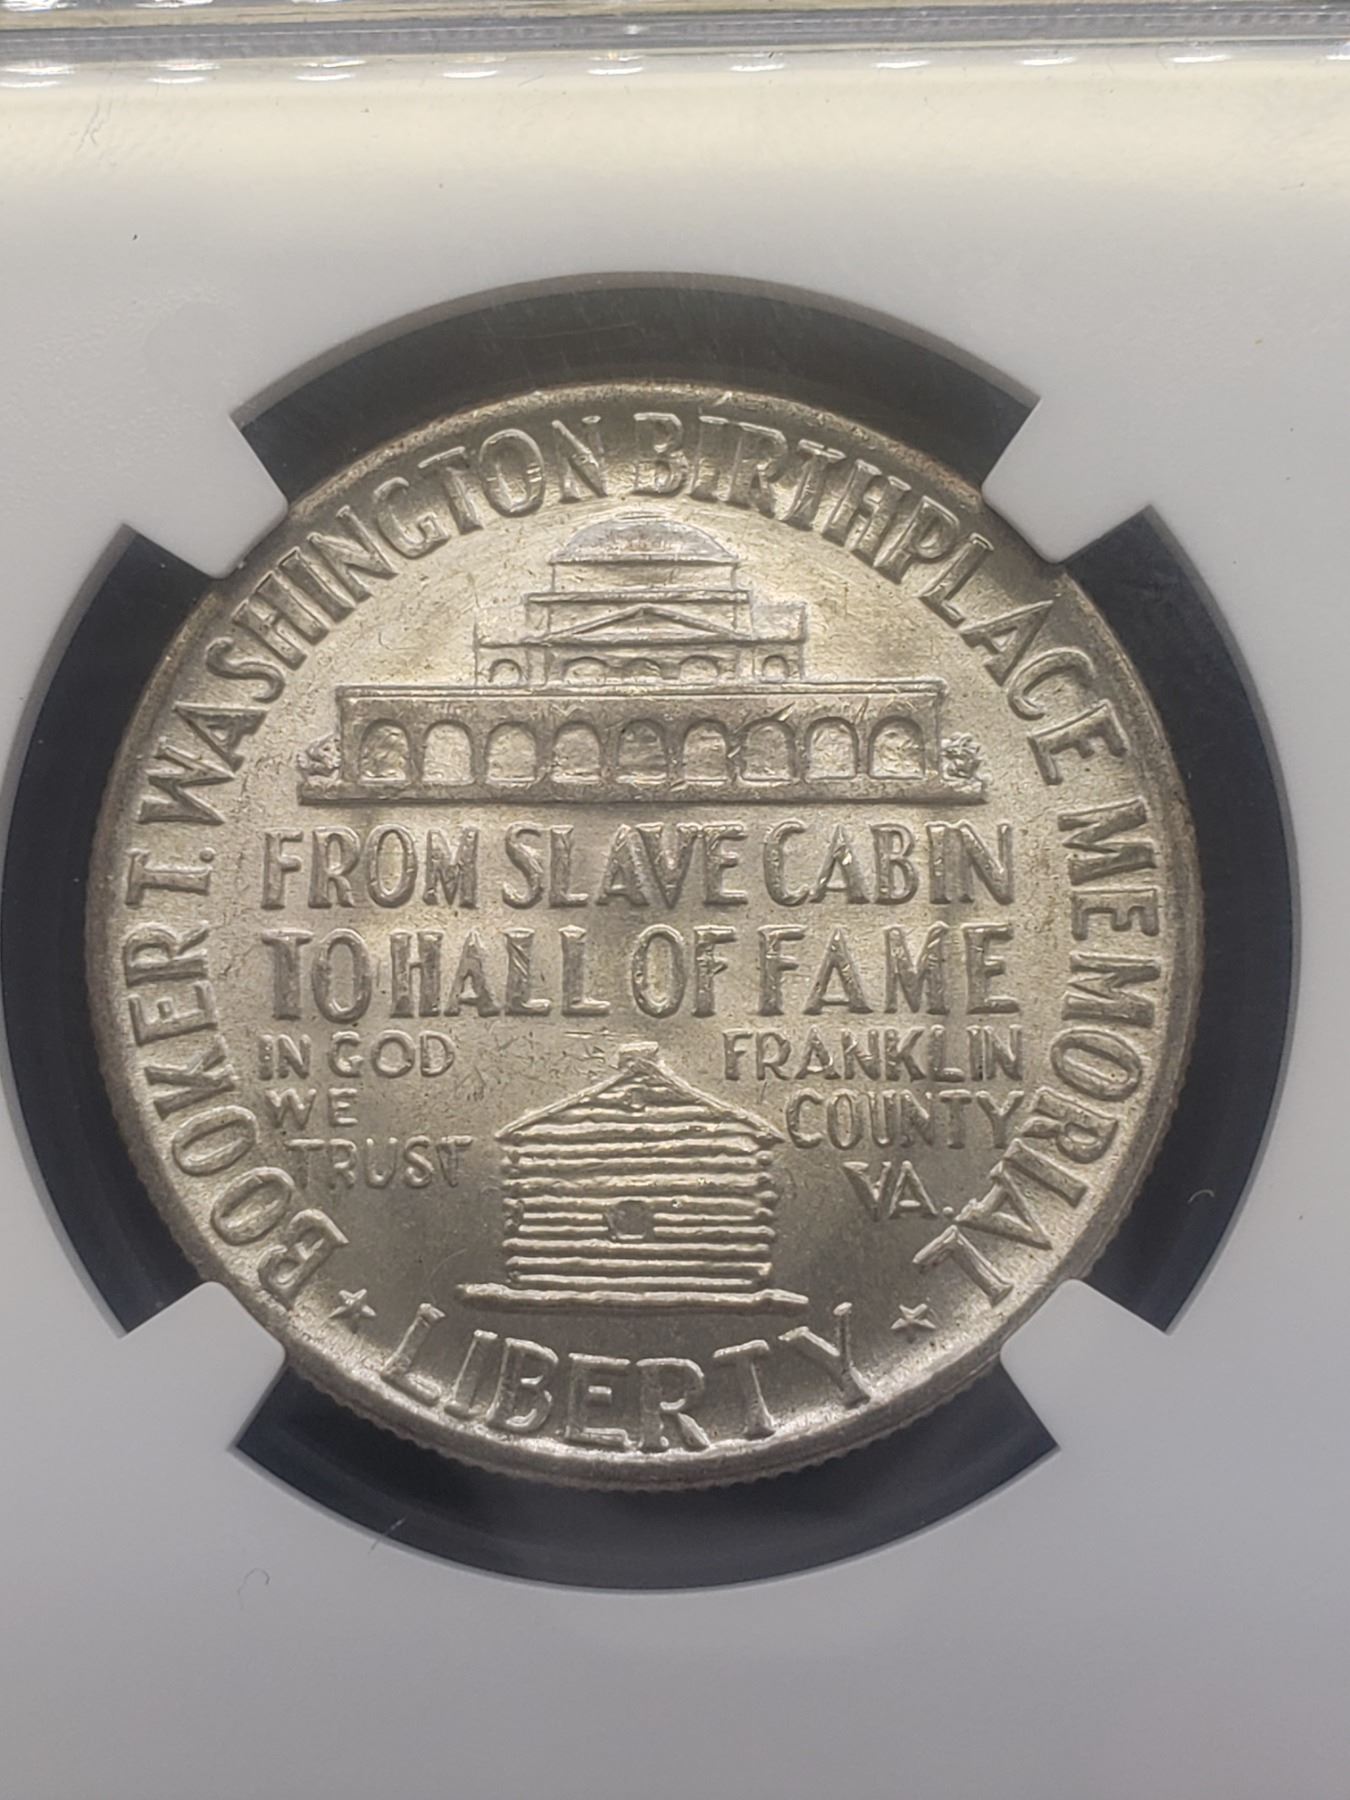 BOOKER T. WASHINGTON BIRTHPLACE MEMORIAL
FROM SLAVE CABIN
TO HALL OF FAME
IN GOD
WE
TRUST
FRANKLIN
COUNTY
VA.
LIBERTY